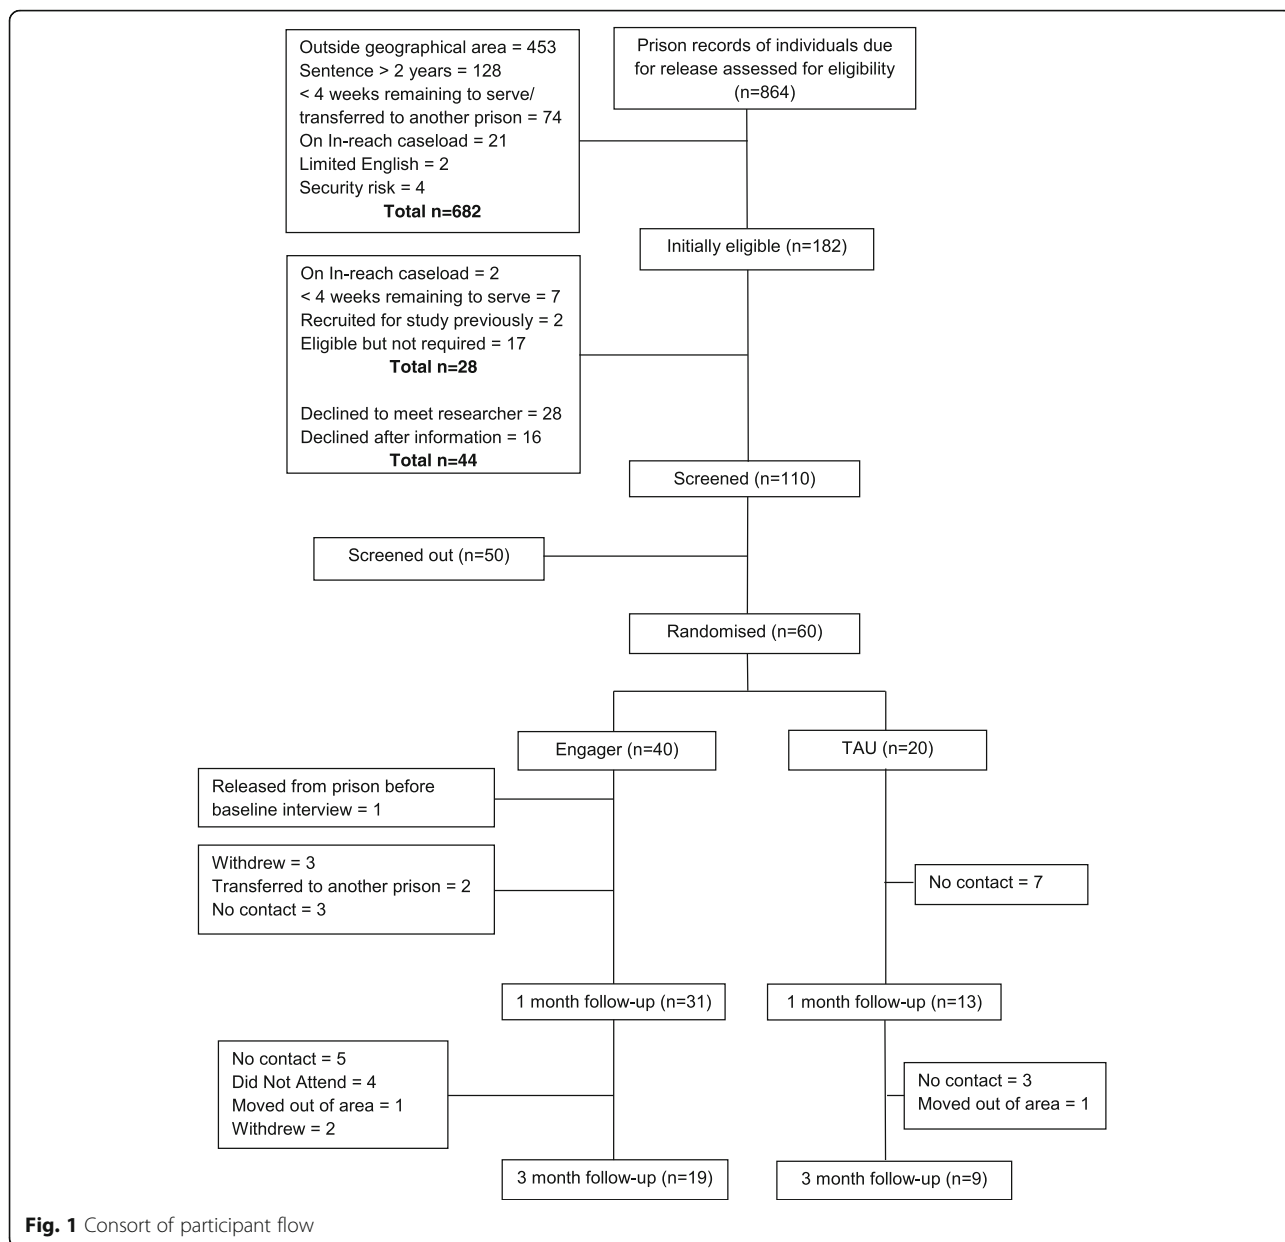 Outside geographical area = 453
Sentence > 2 years = 128
< 4 weeks remaining to serve/
transferred to another prison = 74
On In-reach caseload = 21
Limited English = 2
Security risk = 4
Total n=682
Prison records of individuals due
for release assessed for eligibility
(n=864)
Initially eligible (n=182)
On In-reach caseload = 2
< 4 weeks remaining to serve = 7
Recruited for study previously = 2
Eligible but not required = 17
Total n=28
Declined to meet researcher = 28
Declined after information = 16
Total n=44
Screened (n=110)
Screened out (n=50)
Randomised (n=60)
Engager (n=40)
TAU (n=20)
Released from prison before
baseline interview = 1
Withdrew = 3
Transferred to another prison = 2
No contact = 3
No contact = 7
1 month follow-up (n=31)
1 month follow-up (n=13)
No contact = 5
Did Not Attend = 4
Moved out of area = 1
Withdrew = 2
No contact = 3
Moved out of area = 1
3 month follow-up (n=19)
3 month follow-up (n=9)
Fig. 1 Consort of participant flow